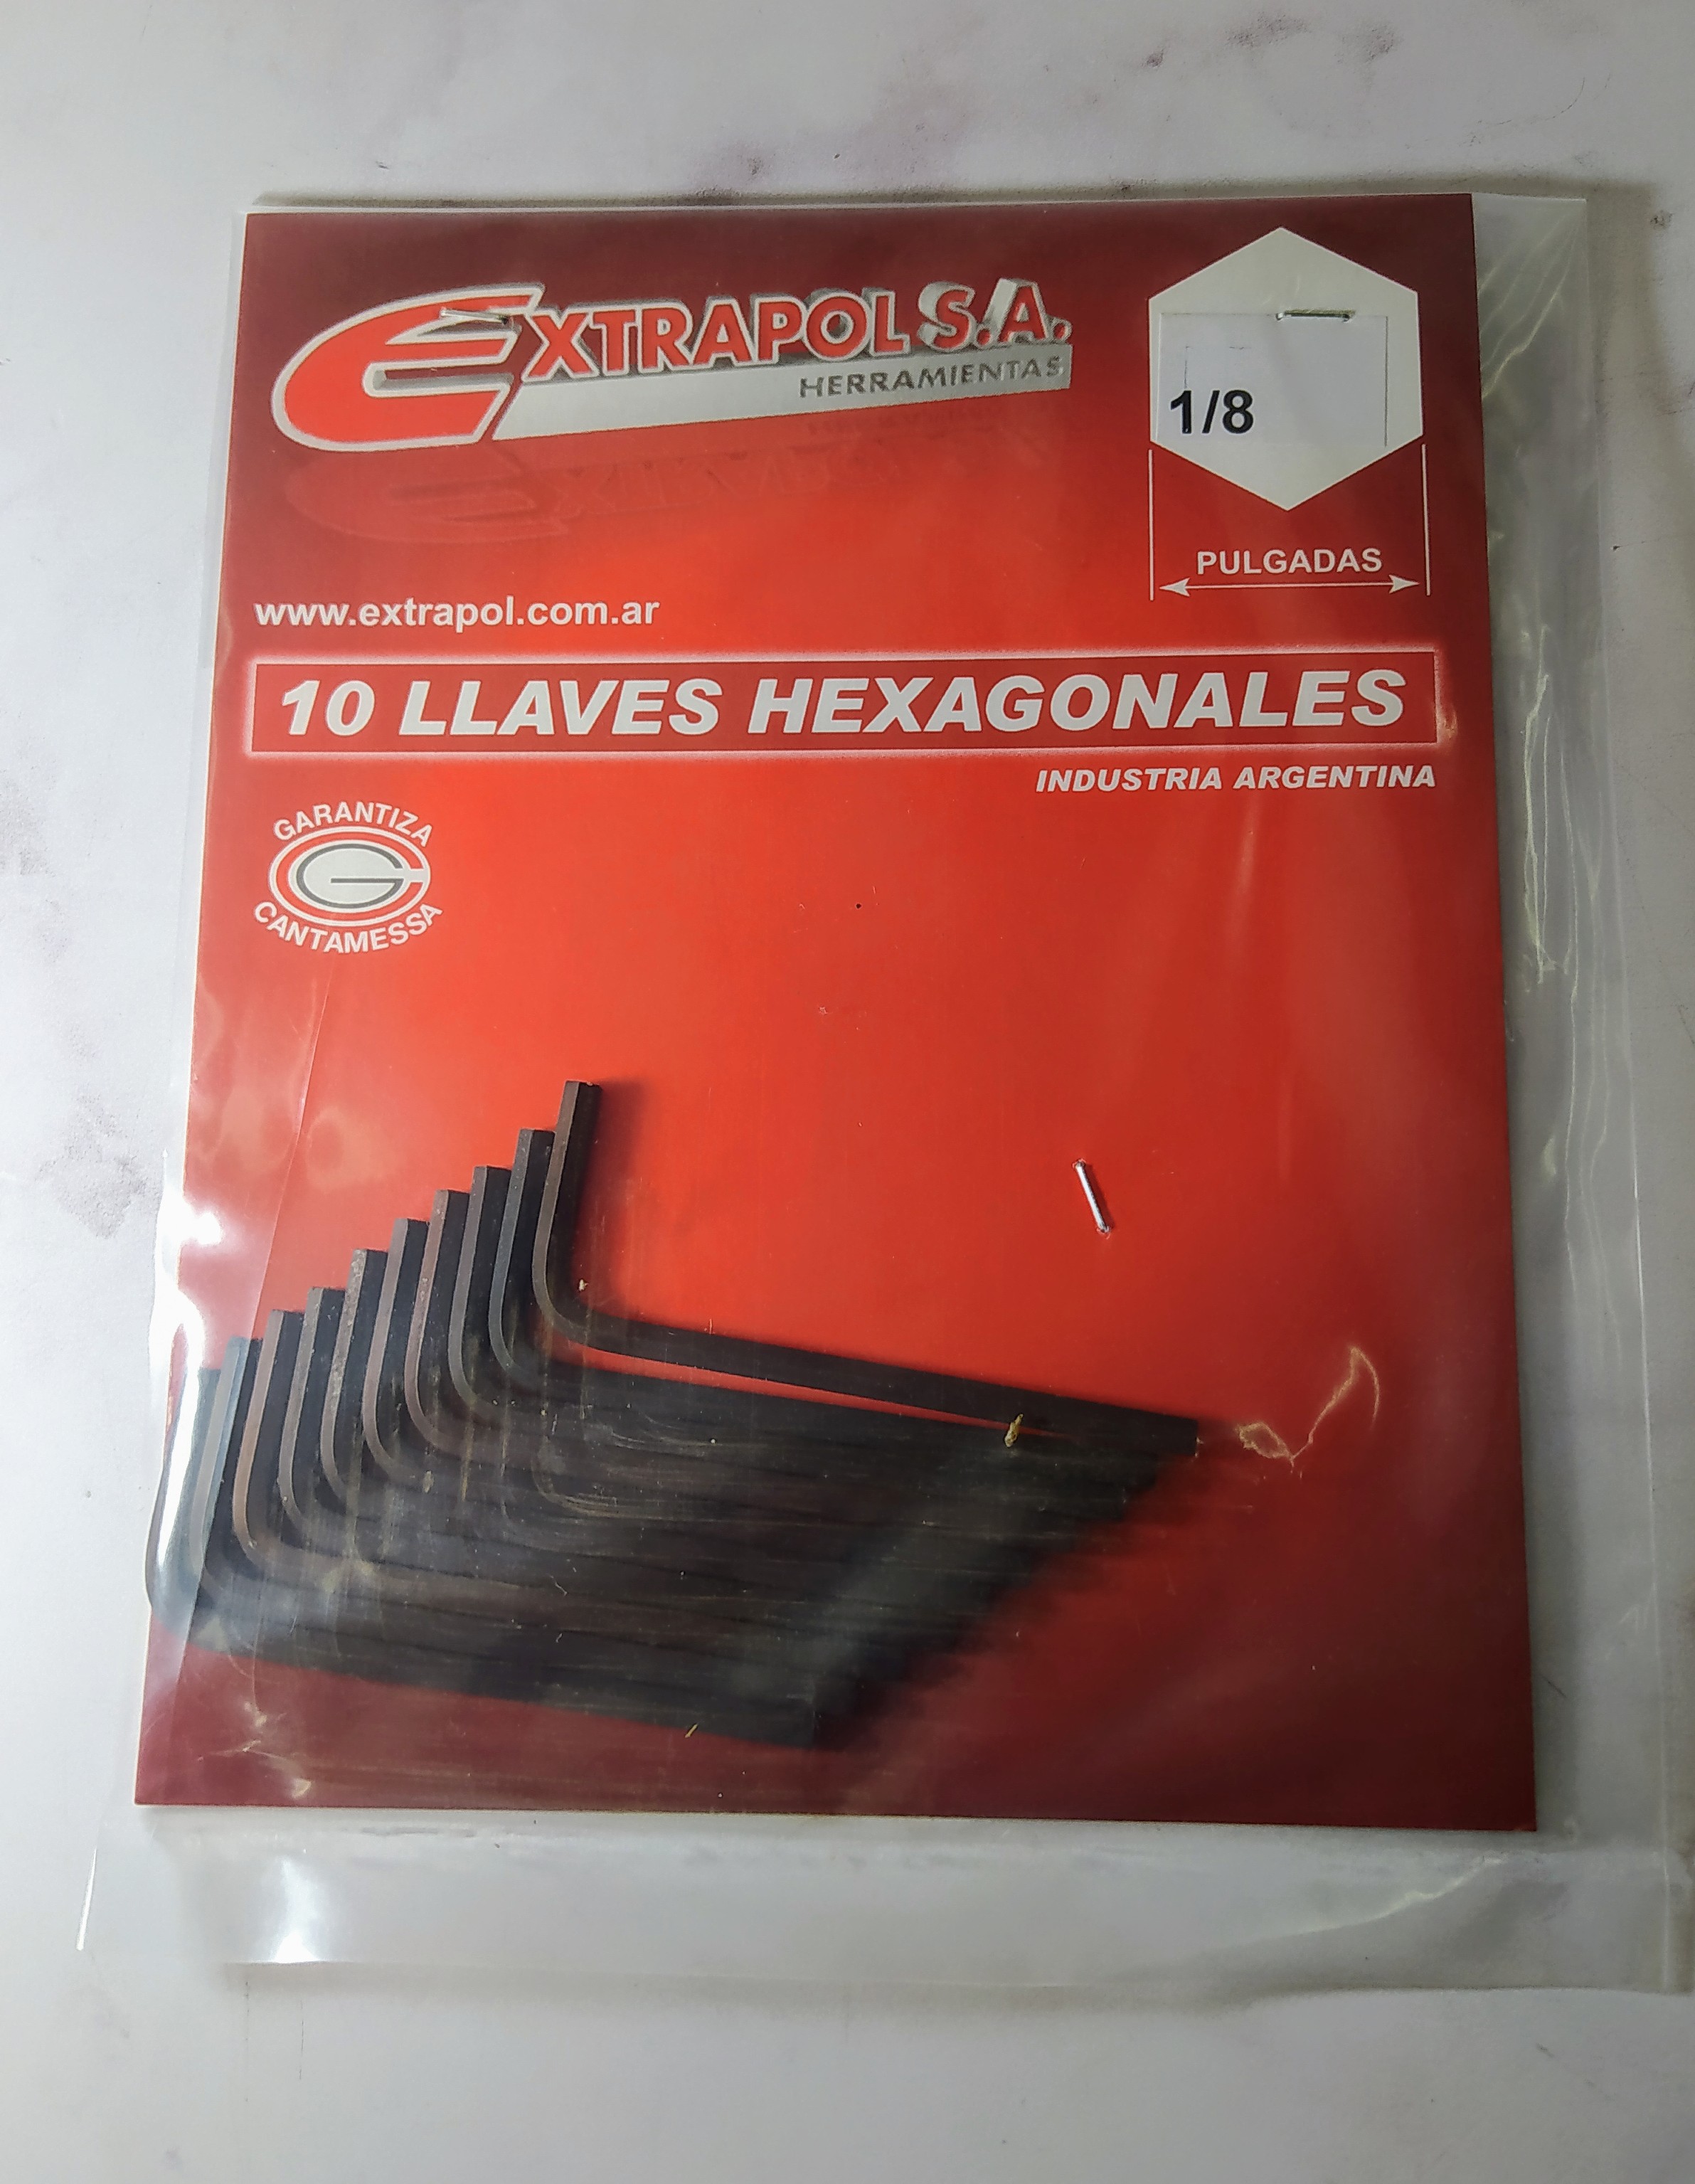 EXTRAPOL S.A.
HERRAMIENTAS
1/8
PULGADAS
www.extrapol.com.ar
10 LLAVES HEXAGONALES
INDUSTRIA ARGENTINA
GARANTIZA
CANTAMESSA